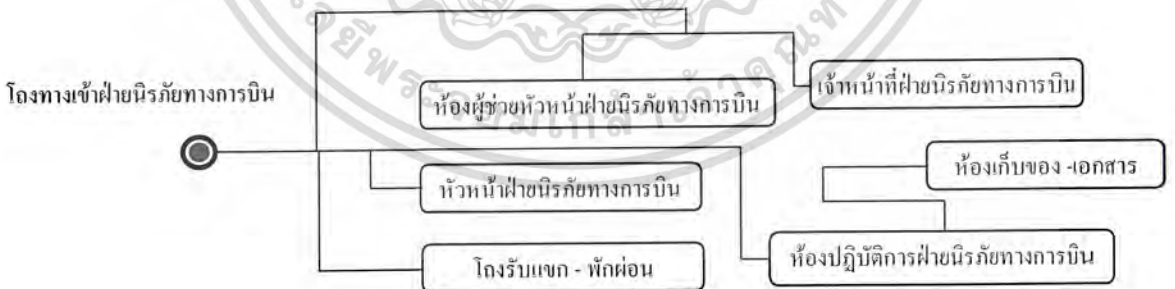 โถงทางเข้าฝ่ายนิรภัยทางการบิน
ห้องผู้ช่วยหัวหน้าฝ่ายนิรภัยทางการบิน
เจ้าหน้าที่ฝ่ายนิรภัยทางการบิน
หัวหน้าฝ่ายนิรภัยทางการบิน
ห้องเก็บของ -เอกสาร
โถงรับแขก - พักผ่อน
ห้องปฏิบัติการฝ่ายนิรภัยทางการบิน